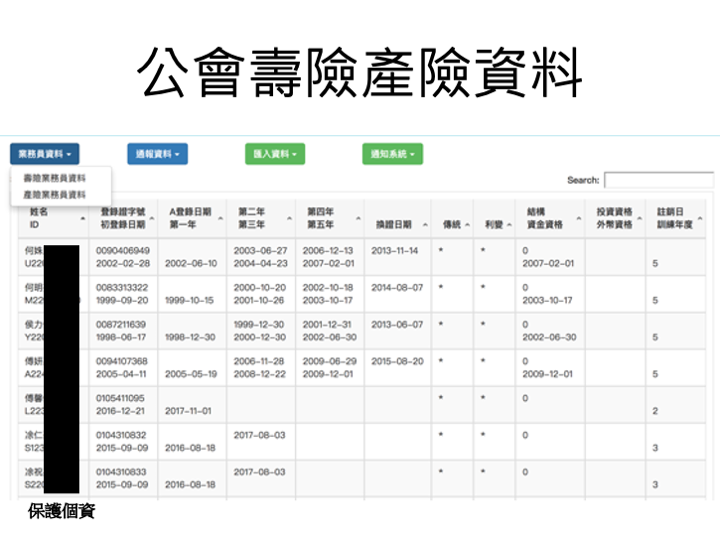 公會壽險產險資料
業務員資料 通報資料 匯入資料 通知系統
壽險業務員資料
產險業務員資料
Search:
姓名 登錄證字號 A登錄日期 第二年 第四年 換證日期 傳統 利變 結構 投資資格 註銷日
ID 初登錄日期 第一年 第三年 第五年 資金資格 外幣資格 訓練年度
何姝 0090406949 2003-06-27 2006-12-13 2013-11-14 * * 0
U220 2002-02-28 2002-06-10 2004-04-23 2007-02-01 2007-02-01 5
何明 0083313322 2000-10-20 2002-10-18 2014-08-07 * * 0
M22 1999-09-20 1999-10-15 2001-10-26 2003-10-17 2003-10-17 5
侯力 0087211639 1999-12-30 2001-12-31 2013-06-07 * * 0
Y220 1998-06-17 1998-12-30 2000-12-30 2002-06-30 2002-06-30 5
傅妍 0094107368 2006-11-28 2009-06-29 2015-08-20 * * 0
A224 2005-04-11 2005-05-19 2008-12-22 2009-12-01 2009-12-01 5
傅馨 0105411095 * * 0
L223 2016-12-21 2017-11-01 2
凃仁 0104310832 2017-08-03 * * 0
S123 2015-09-09 2016-08-18 3
凃祝 0104310833 2017-08-03 * * 0
S220 2015-09-09 2016-08-18 3
保護個資